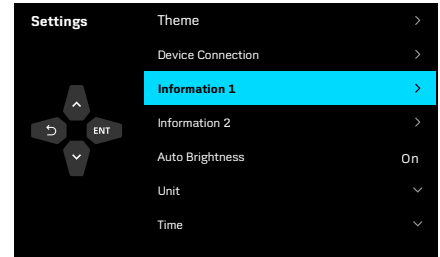 Settings
Theme
Device Connection
Information 1
Information 2
Auto Brightness On
Unit
Time
ENT